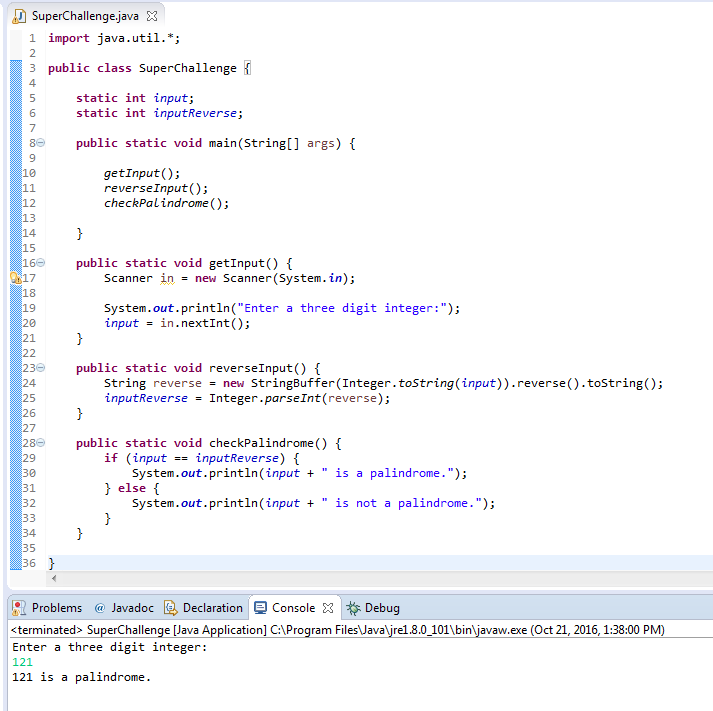 SuperChallenge.java
1 import java.util.*;
2
3 public class SuperChallenge {
4
5     static int input;
6     static int inputReverse;
7
8     public static void main(String[] args) {
9
10         getInput();
11         reverseInput();
12         checkPalindrome();
13
14     }
15
16     public static void getInput() {
17         Scanner in = new Scanner(System.in);
18
19         System.out.println("Enter a three digit integer:");
20         input = in.nextInt();
21     }
22
23     public static void reverseInput() {
24         String reverse = new StringBuffer(Integer.toString(input)).reverse().toString();
25         inputReverse = Integer.parseInt(reverse);
26     }
27
28     public static void checkPalindrome() {
29         if (input == inputReverse) {
30             System.out.println(input + " is a palindrome.");
31         } else {
32             System.out.println(input + " is not a palindrome.");
33         }
34     }
35
36 }
Problems @ Javadoc Declaration Console Debug
<terminated> SuperChallenge [Java Application] C:\Program Files\Java\jre1.8.0_101\bin\javaw.exe (Oct 21, 2016, 1:38:00 PM)
Enter a three digit integer:
121
121 is a palindrome.